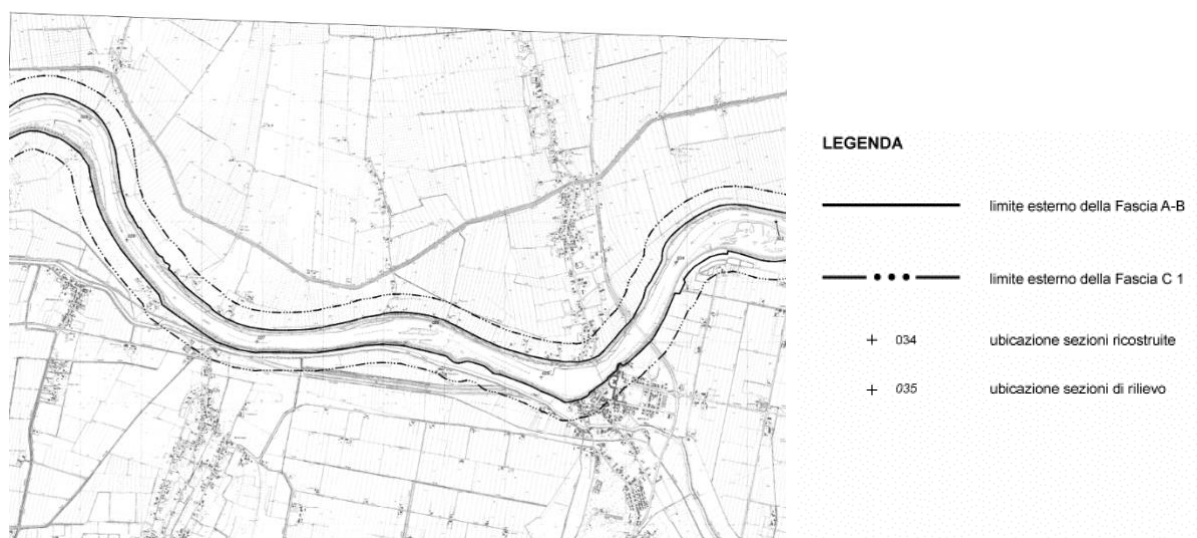 LEGENDA
limite esterno della Fascia A-B
limite esterno della Fascia C 1
034 ubicazione sezioni ricostruite
035 ubicazione sezioni di rilievo